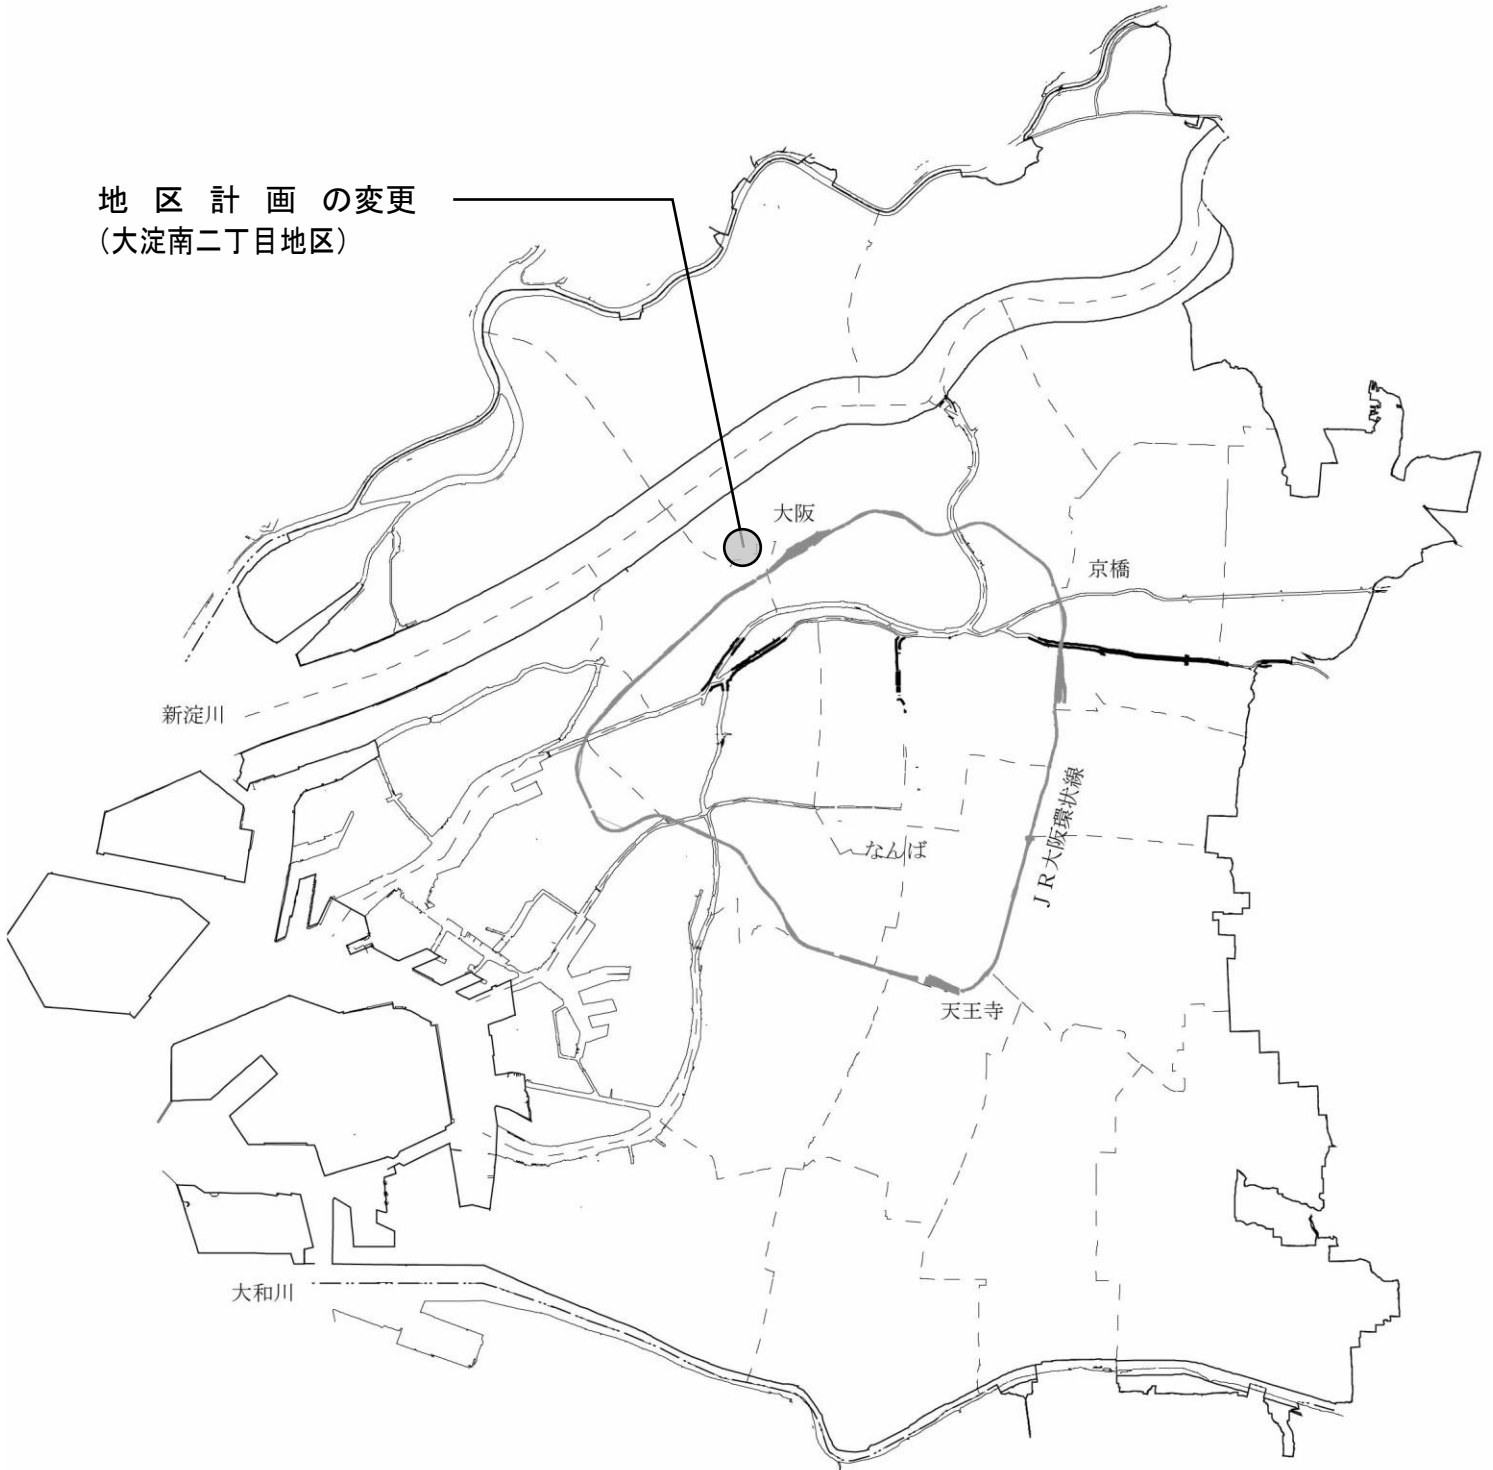 地区計画の変更
（大淀南二丁目地区）
大阪
京橋
新淀川
JR大阪環状線
なんば
天王寺
大和川